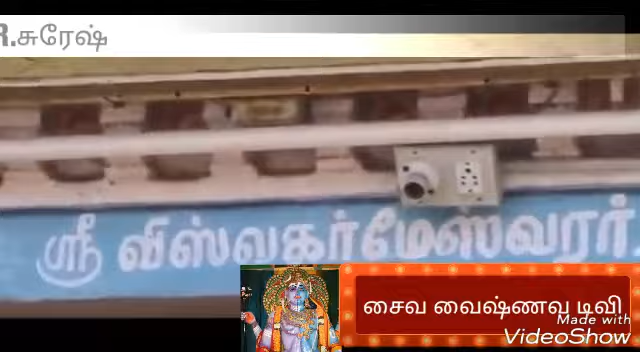 R.சுரேஷ்
ஸ்ரீ விஸ்வகர்மேஸ்வரர்
சைவ வைஷ்ணவ டிவி
Made with
VideoShow